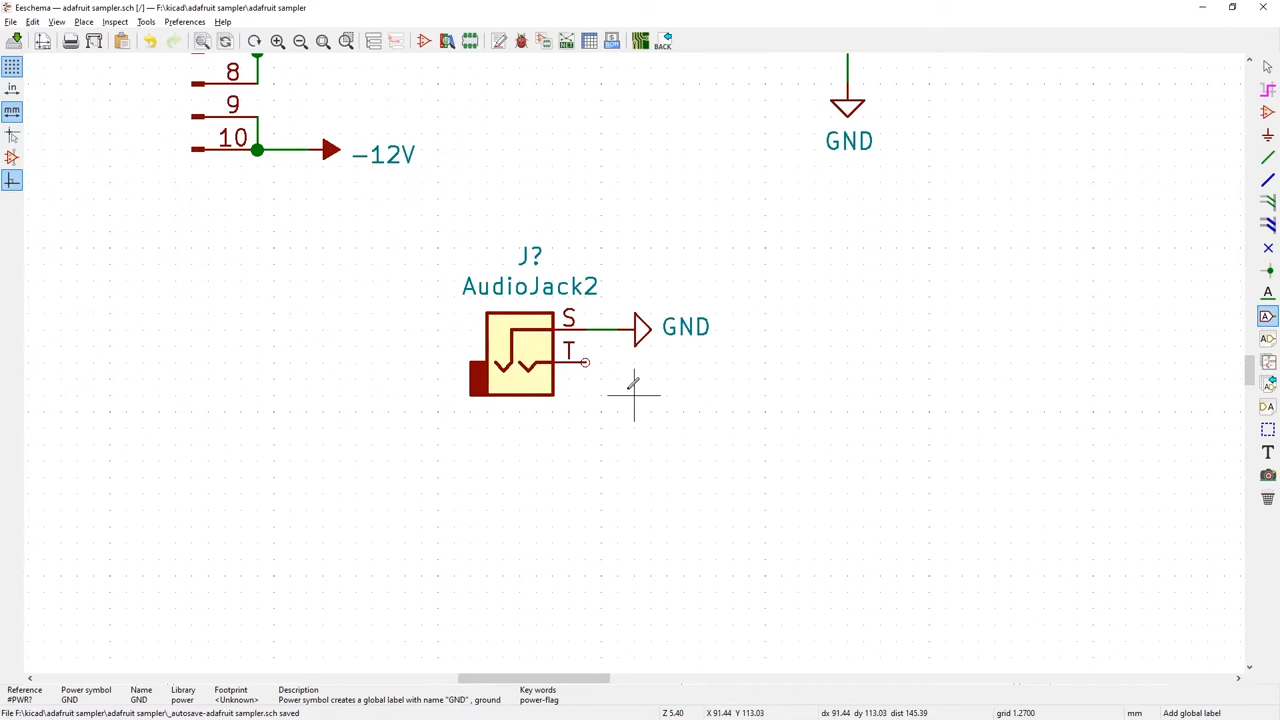 Eeschema — adafruit sampler.sch [/] — F:\kicad\adafruit sampler\adafruit sampler
File Edit View Place Inspect Tools Preferences Help
BOM BACK
in
mm
8
9
10
-12V
GND
J?
AudioJack2
S
GND
T
A
A
DA
T
Reference Power symbol Name Library Footprint Description Key words
#PWR? GND GND power <Unknown> Power symbol creates a global label with name "GND" , ground power-flag
File F:\kicad\adafruit sampler\_autosave-adafruit sampler.sch saved Z 5.40 X 91.44 Y 113.03 dx 91.44 dy 113.03 dist 145.39 grid 1.2700 mm Add global label